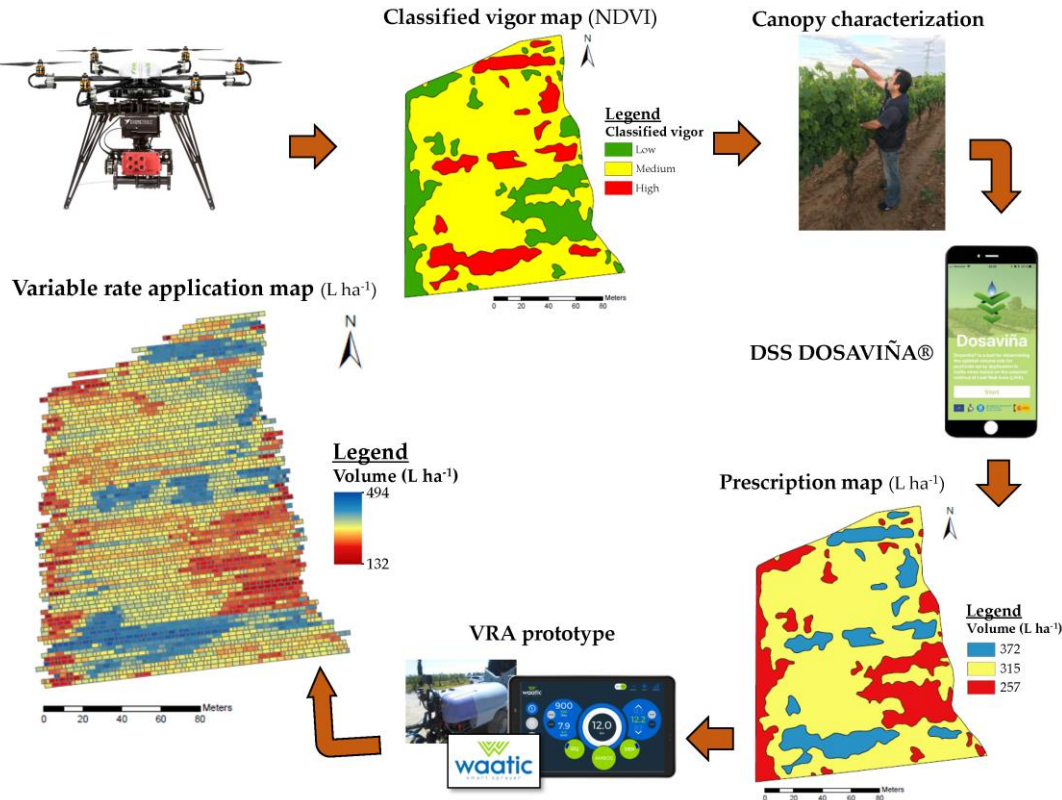 Classified vigor map (NDVI)
N
Legend
Classified vigor
Low
Medium
High
0 20 40 60 80 Meters
Canopy characterization
DSS DOSAVIÑA®
Dosaviña
Prescription map (L ha-1)
N
Legend
Volume (L ha-1)
372
315
257
0 20 40 60 80 Meters
VRA prototype
waatic
900
7.9
12.0
12.2
waatic
smart sprayer
Variable rate application map (L ha-1)
N
Legend
Volume (L ha-1)
494
132
0 20 40 60 80 Meters